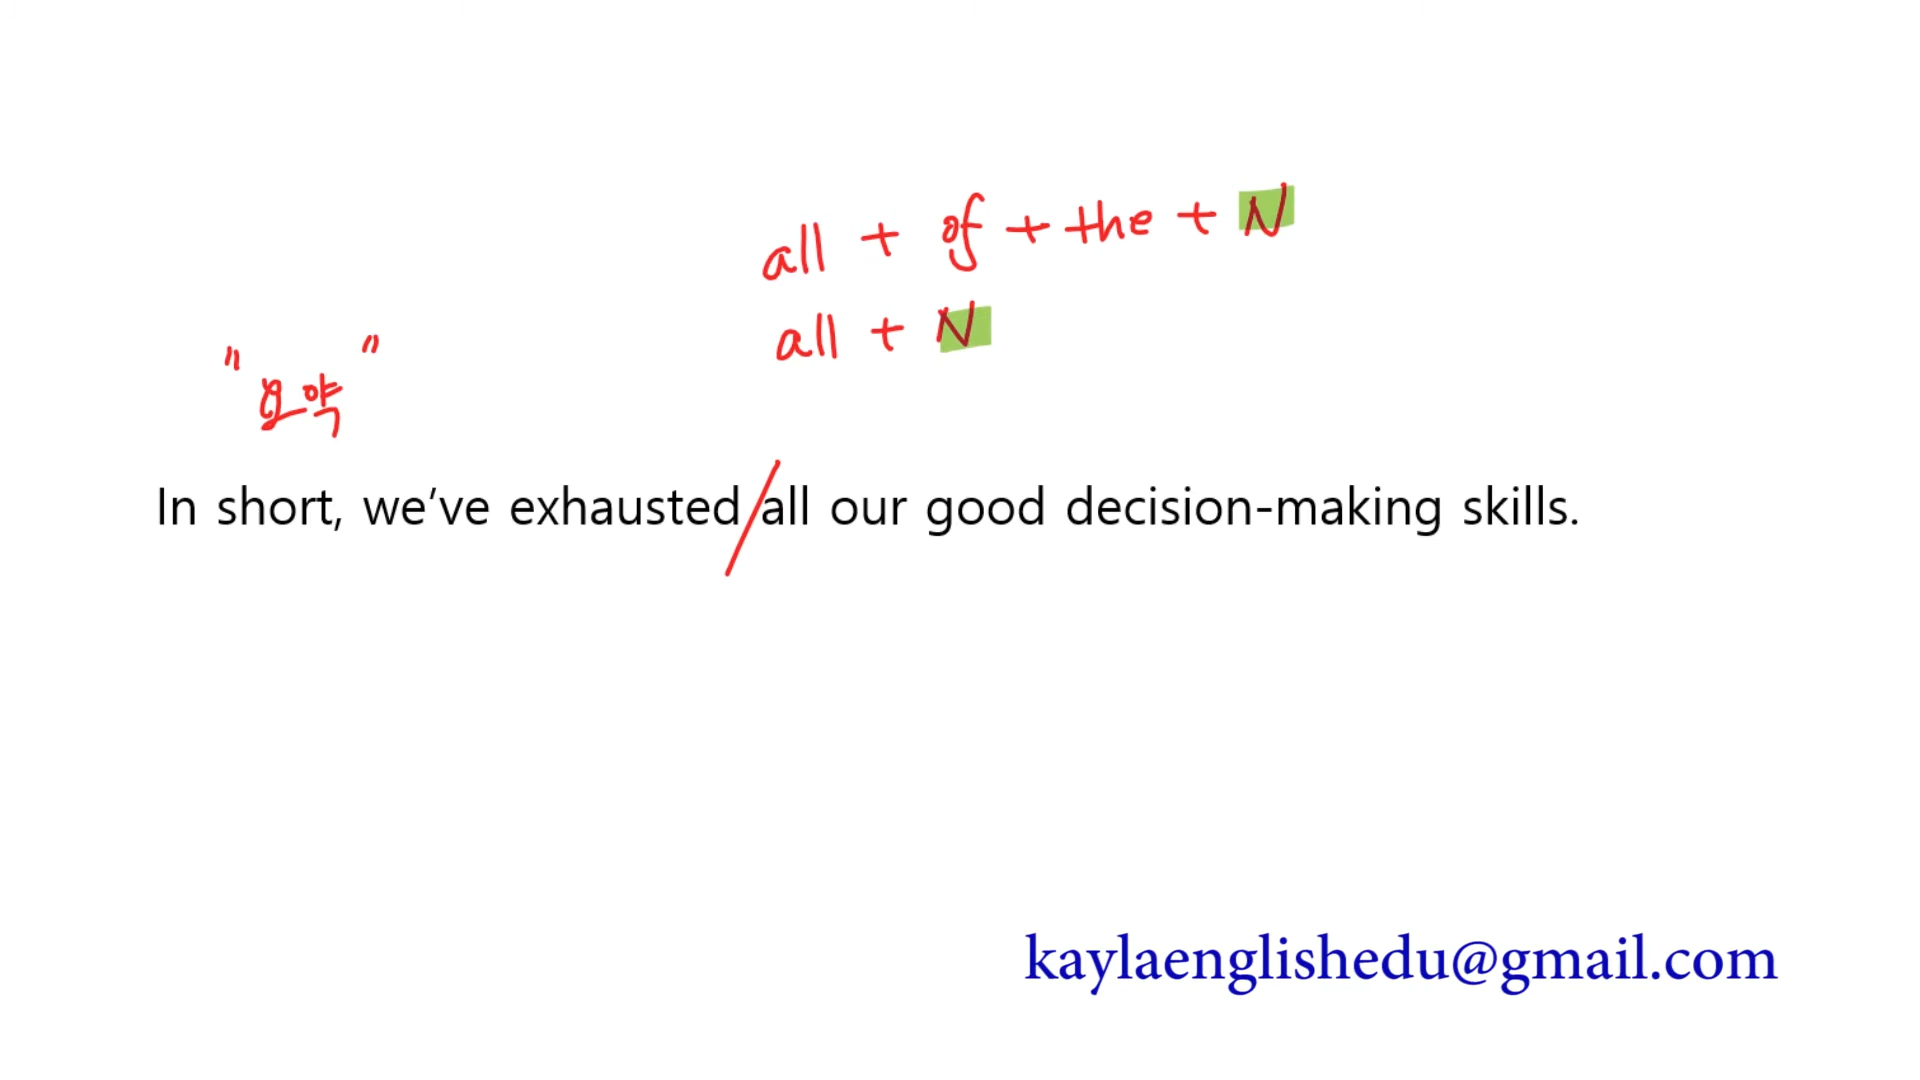 all + of + the + N
all + N
"요약"
In short, we’ve exhausted all our good decision-making skills.
kaylaenglishedu@gmail.com